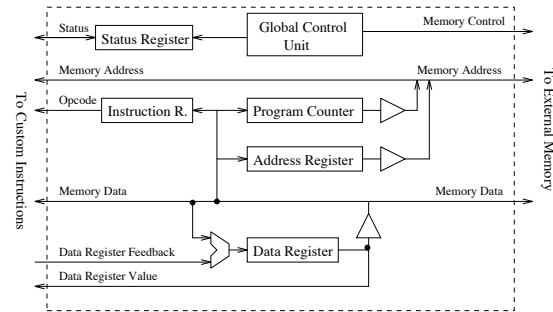 Status
Status Register
Global Control
Unit
Memory Control
Memory Address
Memory Address
Opcode
Instruction R.
Program Counter
Address Register
Memory Data
Memory Data
Data Register Feedback
Data Register
Data Register Value
To Custom Instructions
To External Memory